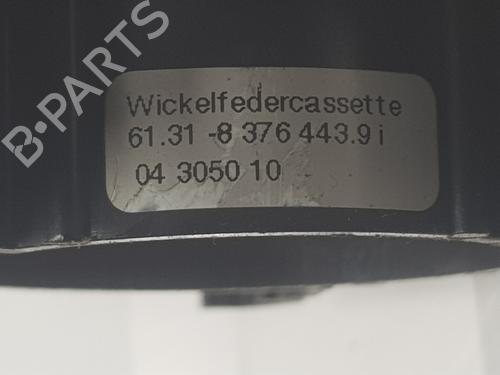 B-PARTS
Wickelfedercassette
61.31 -8 376 443.9 i
04 3050 10